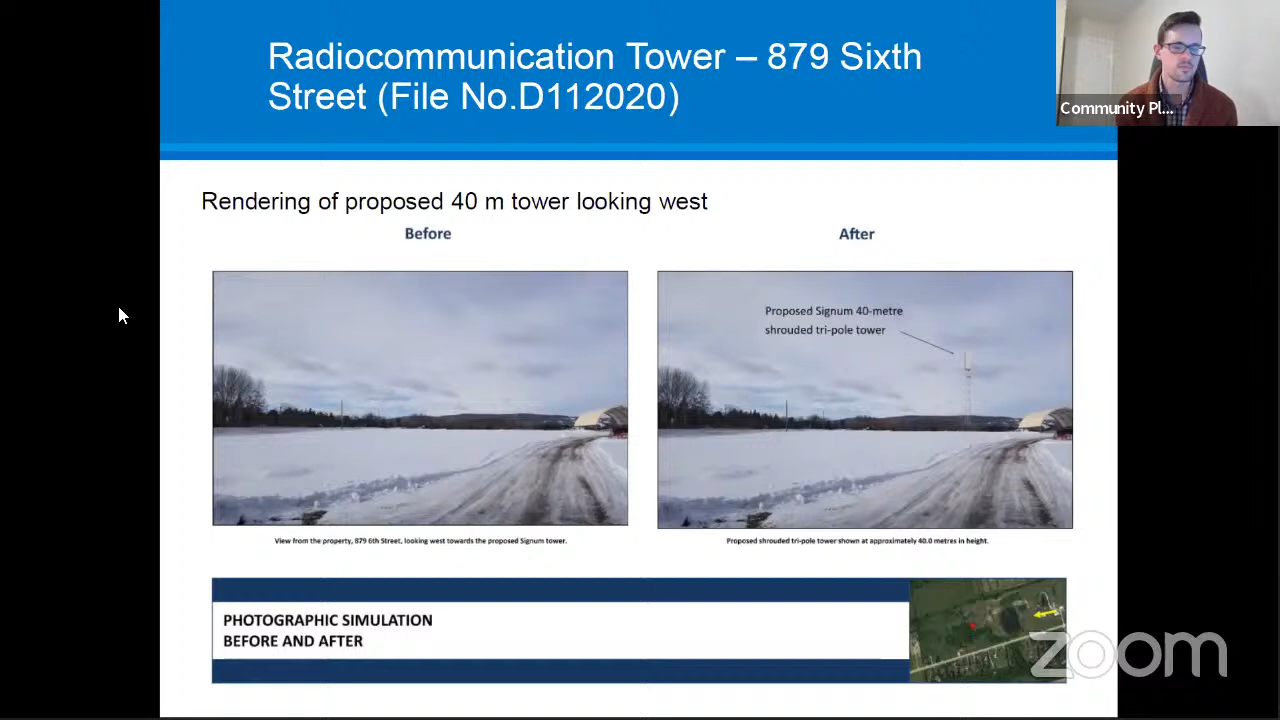 Radiocommunication Tower – 879 Sixth
Street (File No.D112020)
Community Pl...
Rendering of proposed 40 m tower looking west
Before
After
Proposed Signum 40-metre
shrouded tri-pole tower
View from the property, 879 6th Street, looking west towards the proposed Signum tower.
Proposed shrouded tri-pole tower shown at approximately 40.0 metres in height.
PHOTOGRAPHIC SIMULATION
BEFORE AND AFTER
zoom